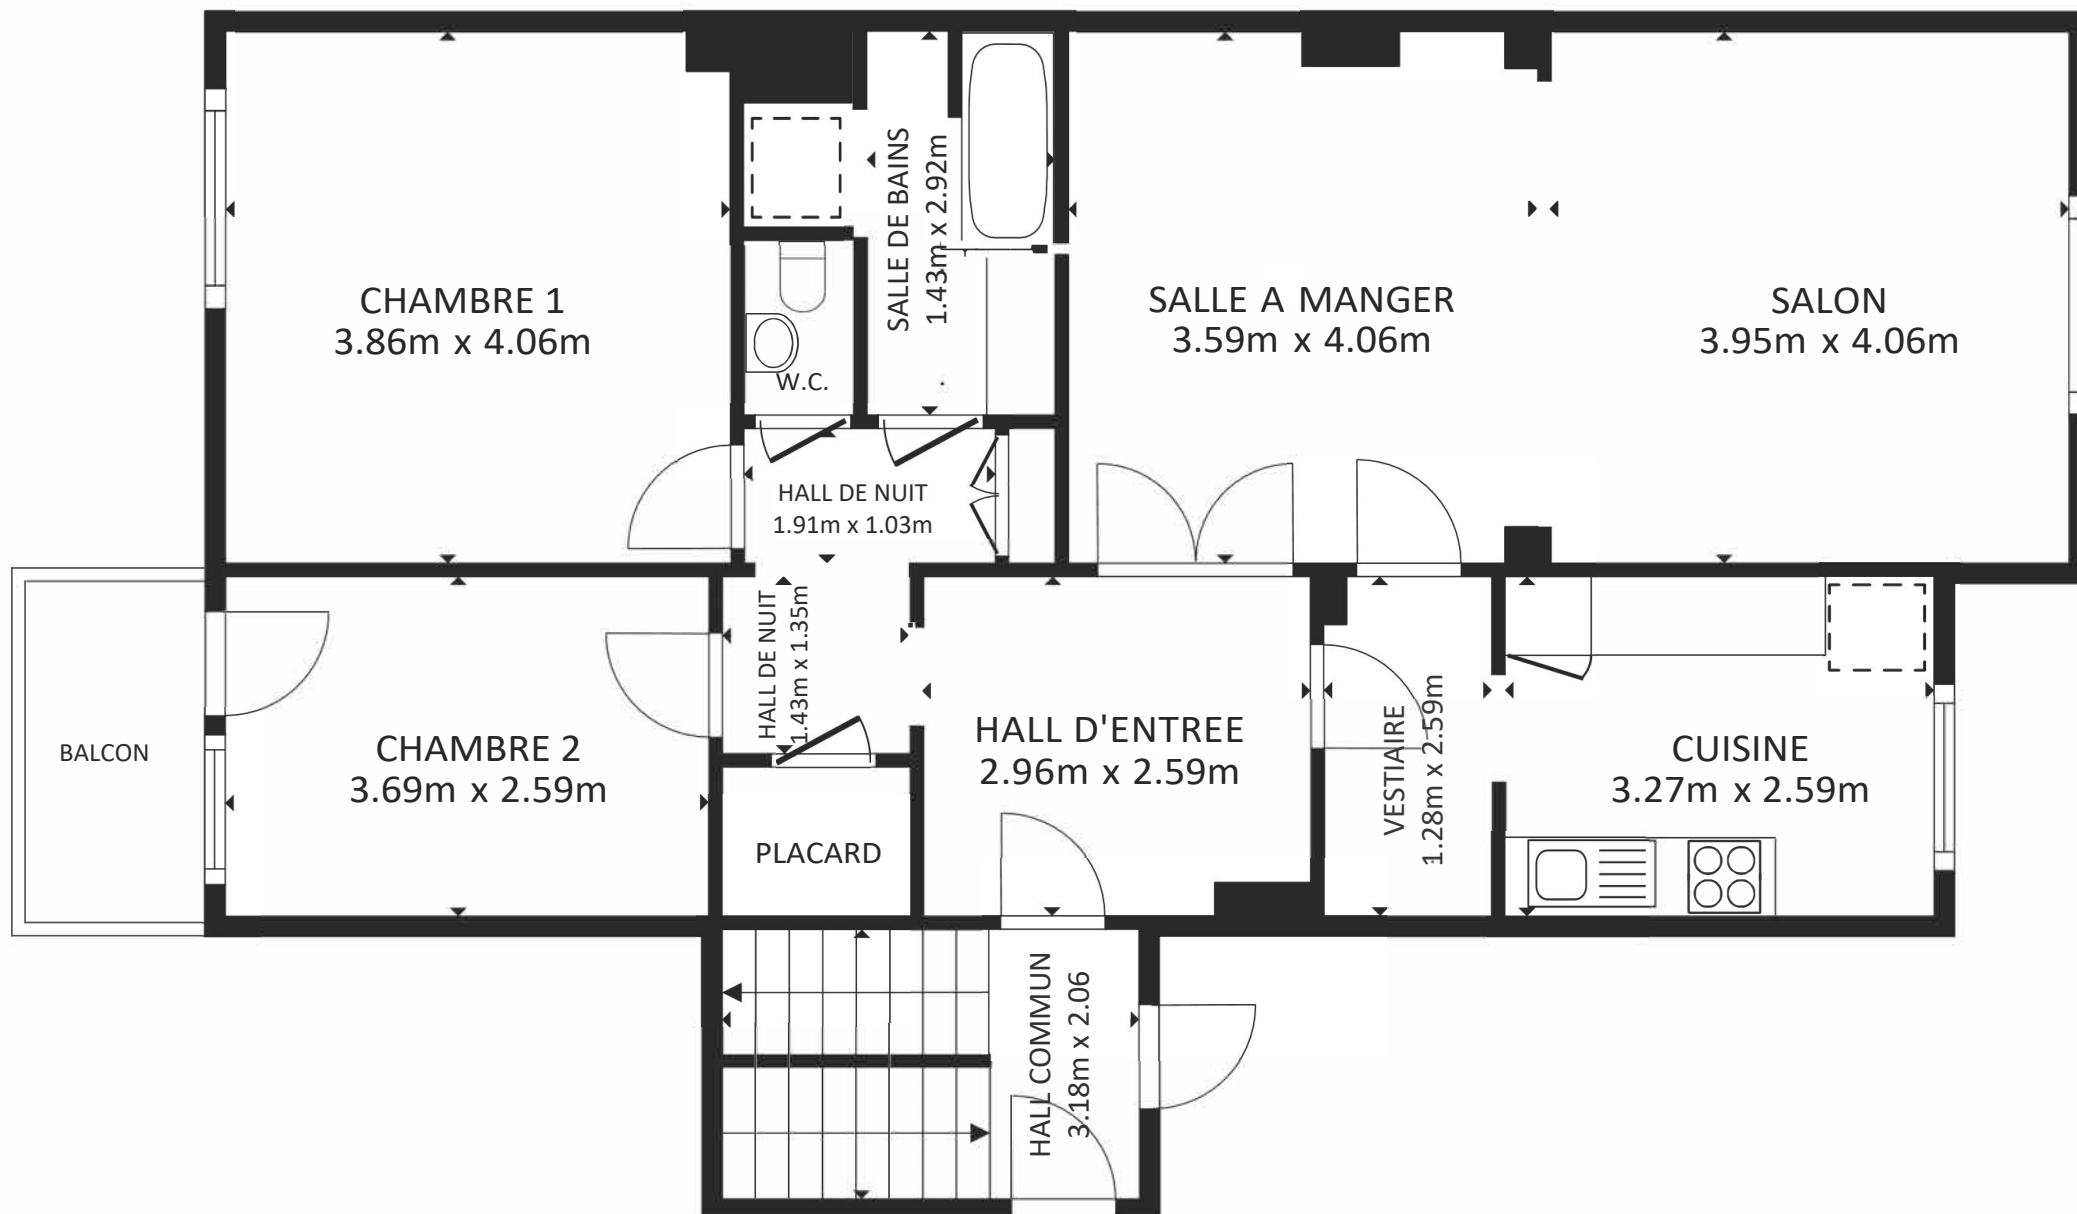 CHAMBRE 1
3.86m x 4.06m
SALLE DE BAINS
1.43m x 2.92m
W.C.
SALLE A MANGER
3.59m x 4.06m
SALON
3.95m x 4.06m
HALL DE NUIT
1.91m x 1.03m
HALL DE NUIT
1.43m x 1.35m
BALCON
CHAMBRE 2
3.69m x 2.59m
PLACARD
HALL D'ENTREE
2.96m x 2.59m
VESTIAIRE
1.28m x 2.59m
CUISINE
3.27m x 2.59m
HALL COMMUN
3.18m x 2.06